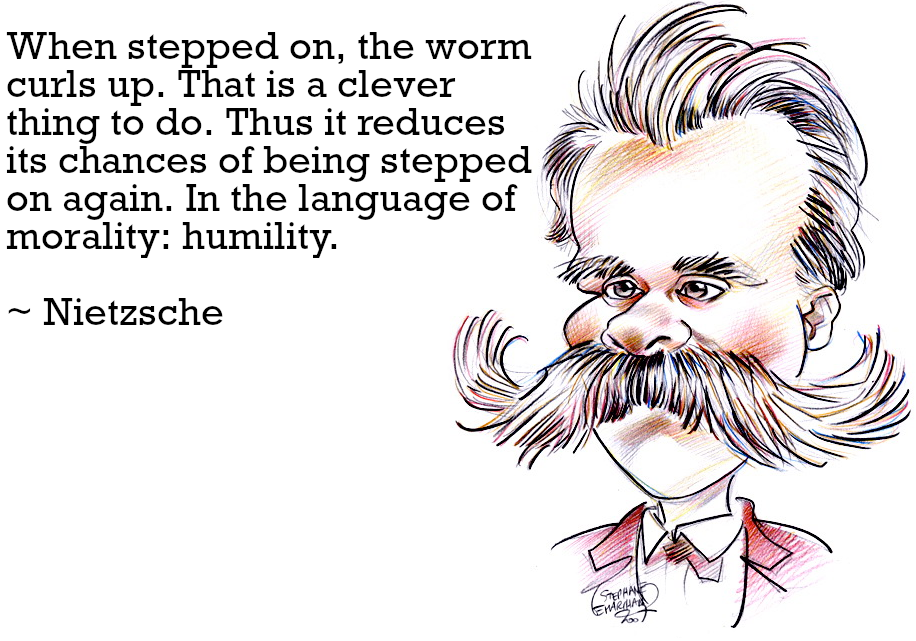 When stepped on, the worm
curls up. That is a clever
thing to do. Thus it reduces
its chances of being stepped
on again. In the language of
morality: humility.
~ Nietzsche
STEPHANE